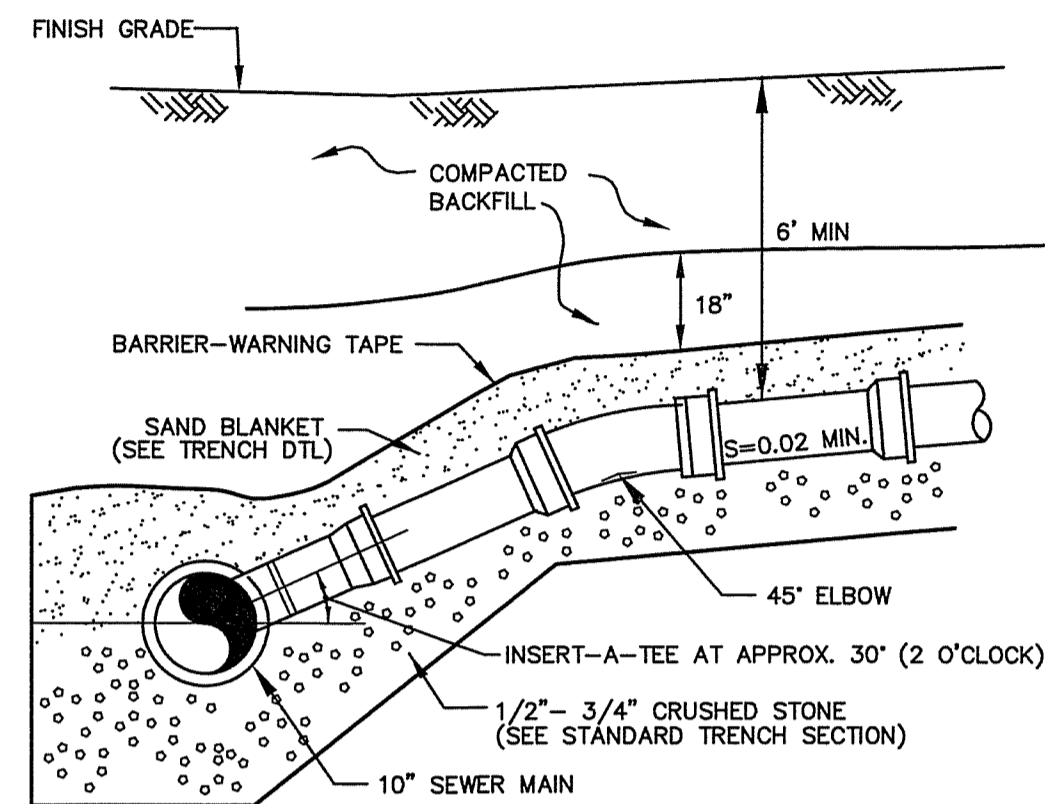 FINISH GRADE
COMPACTED
BACKFILL
6' MIN
18"
BARRIER-WARNING TAPE
SAND BLANKET
(SEE TRENCH DTL)
S=0.02 MIN.
45° ELBOW
INSERT-A-TEE AT APPROX. 30° (2 O'CLOCK)
1/2"- 3/4" CRUSHED STONE
(SEE STANDARD TRENCH SECTION)
10" SEWER MAIN